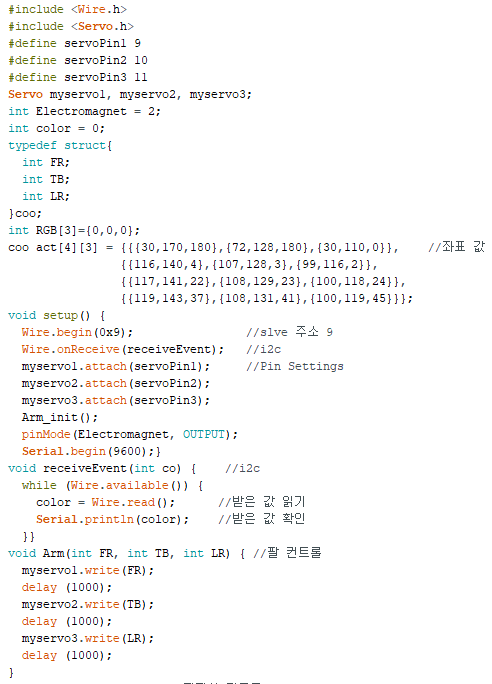 #include <Wire.h>
#include <Servo.h>
#define servoPin1 9
#define servoPin2 10
#define servoPin3 11
Servo myservo1, myservo2, myservo3;
int Electromagnet = 2;
int color = 0;
typedef struct{
  int FR;
  int TB;
  int LR;
}coo;
int RGB[3]={0,0,0};
coo act[4][3] = {{{30,170,180},{72,128,180},{30,110,0}},    //좌표 값
                {{116,140,4},{107,128,3},{99,116,2}},
                {{117,141,22},{108,129,23},{100,118,24}},
                {{119,143,37},{108,131,41},{100,119,45}}};
void setup() {
  Wire.begin(0x9);                //slve 주소 9
  Wire.onReceive(receiveEvent);   //i2c
  myservo1.attach(servoPin1);     //Pin Settings
  myservo2.attach(servoPin2);
  myservo3.attach(servoPin3);
  Arm_init();
  pinMode(Electromagnet, OUTPUT);
  Serial.begin(9600);}
void receiveEvent(int co) {    //i2c
  while (Wire.available()) {
    color = Wire.read();      //받은 값 읽기
    Serial.println(color);    //받은 값 확인
  }}
void Arm(int FR, int TB, int LR) { //팔 컨트롤
  myservo1.write(FR);
  delay (1000);
  myservo2.write(TB);
  delay (1000);
  myservo3.write(LR);
  delay (1000);
}